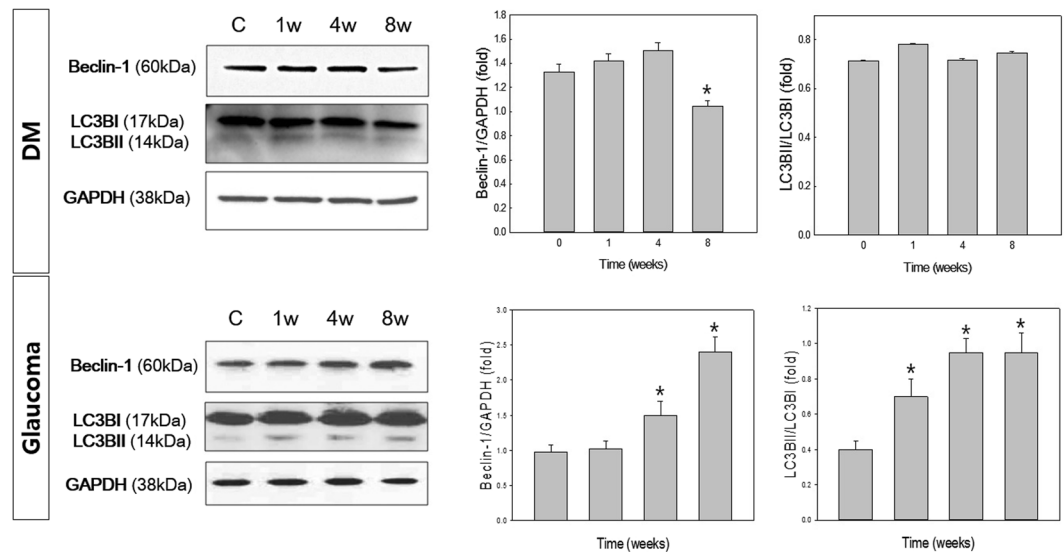 DM
C 1w 4w 8w
Beclin-1 (60kDa)
LC3BI (17kDa)
LC3BII (14kDa)
GAPDH (38kDa)
Beclin-1/GAPDH (fold)
1.8
1.6
1.4
1.2
1.0
0.8
0.6
0.4
0.2
0.0
*
0 1 4 8
Time (weeks)
LC3BII/LC3BI (fold)
0.8
0.6
0.4
0.2
0.0
0 1 4 8
Time (weeks)
Glaucoma
C 1w 4w 8w
Beclin-1 (60kDa)
LC3BI (17kDa)
LC3BII (14kDa)
GAPDH (38kDa)
Beclin-1/GAPDH (fold)
3.0
2.5
2.0
1.5
1.0
0.5
0.0
* *
Time (weeks)
LC3BII/LC3BI (fold)
1.2
1.0
0.8
0.6
0.4
0.2
0.0
* * *
Time (weeks)